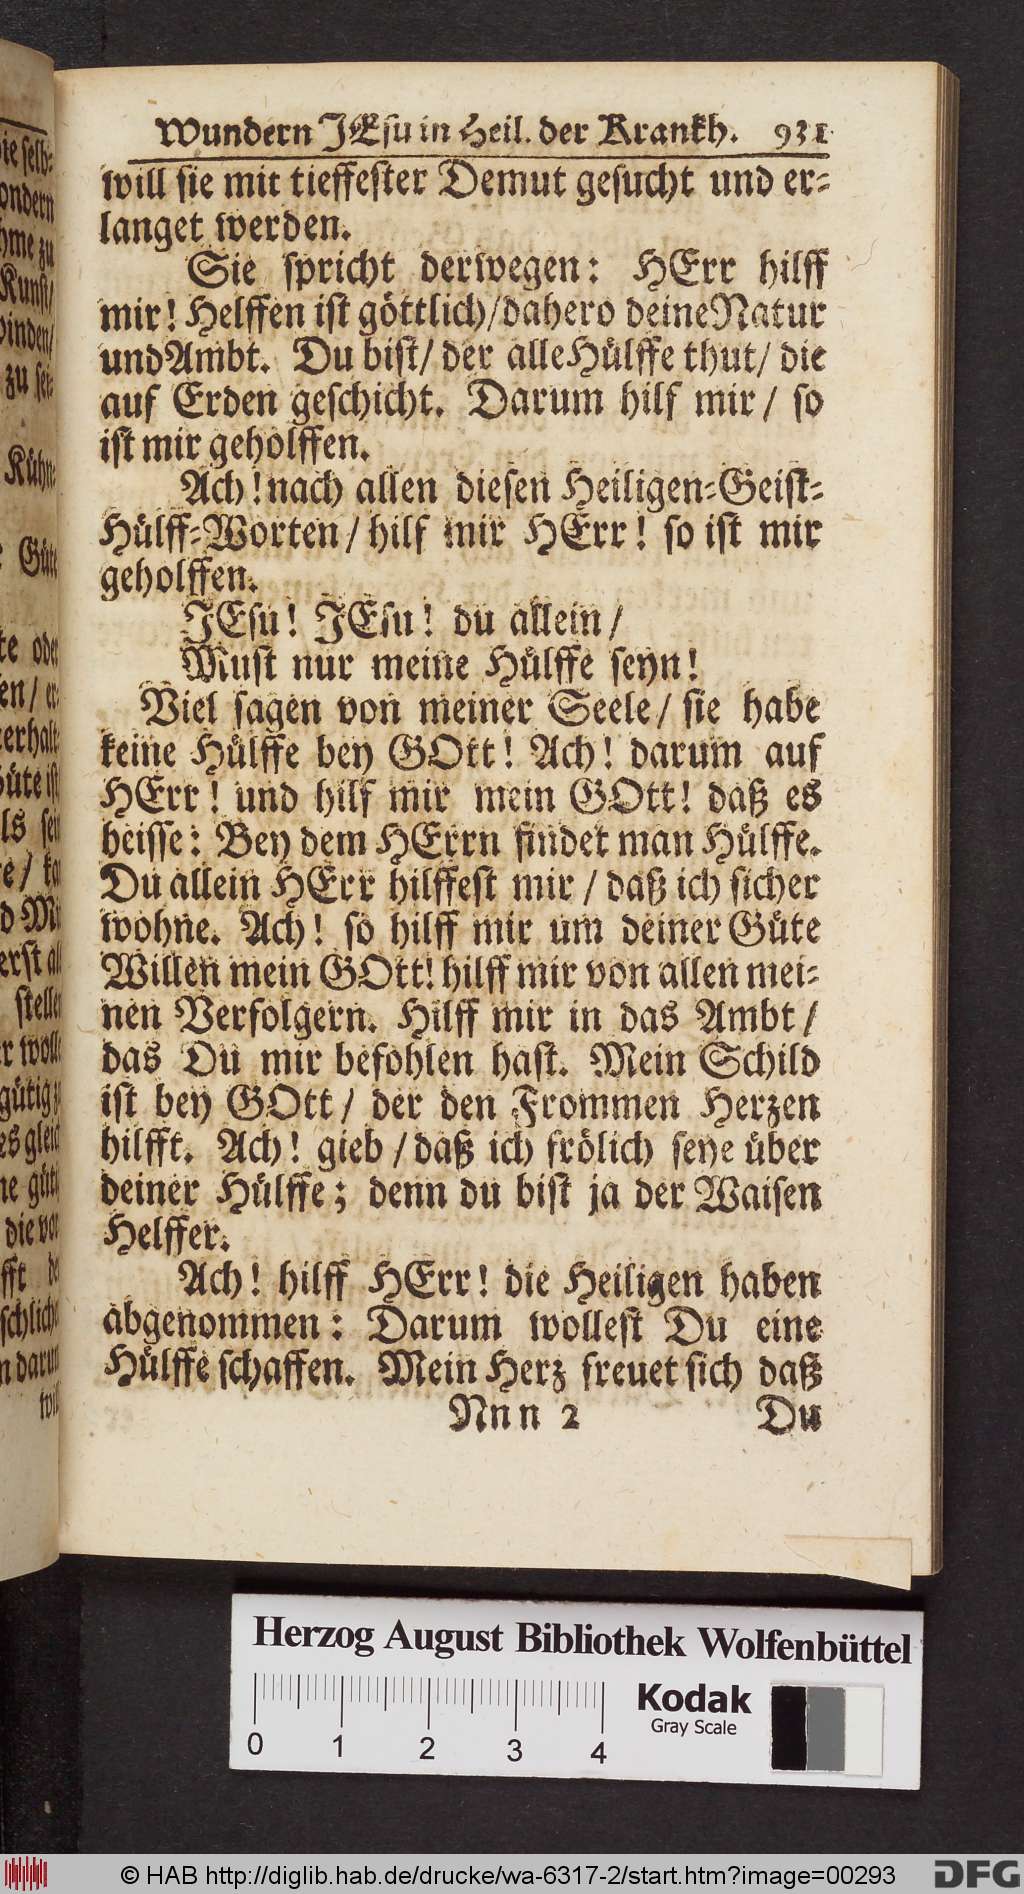 Wundern JEsu in Heil. der Krankh. 931
will sie mit tieffester Demut gesucht und er-
langet werden.
Sie spricht derwegen: HErr hilff
mir! Helffen ist göttlich/dahero deine Natur
und Ambt. Du bist/ der alle Hülffe thut/ die
auf Erden geschicht. Darum hilf mir/ so
ist mir geholffen.
Ach! nach allen diesen Heiligen-Geist-
Hülff-Worten/ hilf mir HErr! so ist mir
geholffen.
JEsu! JEsu! du allein/
Must nur meine Hülffe seyn!
Viel sagen von meiner Seele/ sie habe
keine Hülffe bey GOtt! Ach! darum auf
HErr! und hilf mir mein GOtt! daß es
heisse: Bey dem HErrn findet man Hülffe.
Du allein HErr hilffest mir/ daß ich sicher
wohne. Ach! so hilff mir um deiner Güte
Willen mein GOtt! hilff mir von allen mei-
nen Verfolgern. Hilff mir in das Ambt/
das Du mir befohlen hast. Mein Schild
ist bey GOtt/ der den Frommen Herzen
hilfft. Ach! gieb/ daß ich frölich seye über
deiner Hülffe; denn du bist ja der Waisen
Helffer.
Ach! hilff HErr! die Heiligen haben
abgenommen: Darum wollest Du eine
Hülffe schaffen. Mein Herz freuet sich daß
Nnn 2 Du
Herzog August Bibliothek Wolfenbüttel
Kodak
Gray Scale
0 1 2 3 4
© HAB http://diglib.hab.de/drucke/wa-6317-2/start.htm?image=00293
DFG